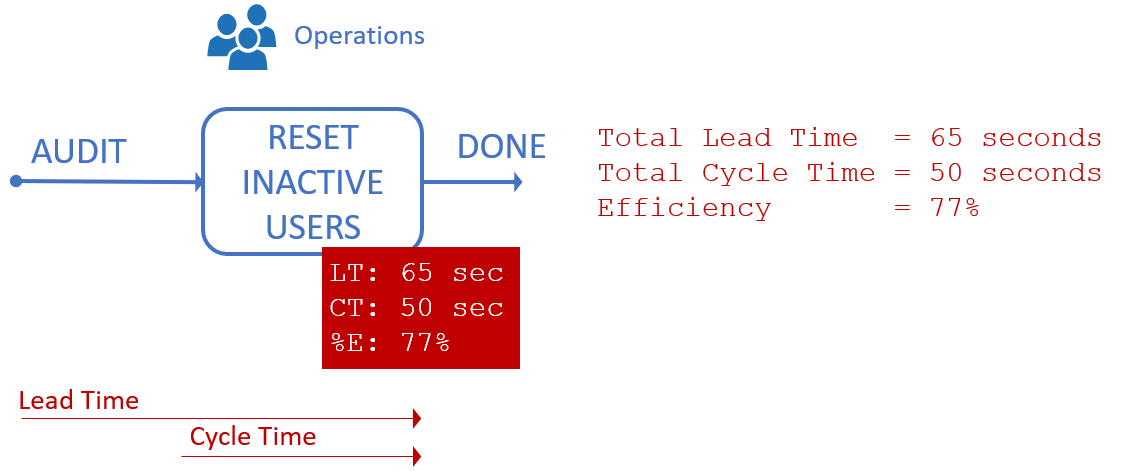 Operations
AUDIT
RESET
INACTIVE
USERS
DONE
Total Lead Time  = 65 seconds
Total Cycle Time = 50 seconds
Efficiency       = 77%
LT: 65 sec
CT: 50 sec
%E: 77%
Lead Time
Cycle Time